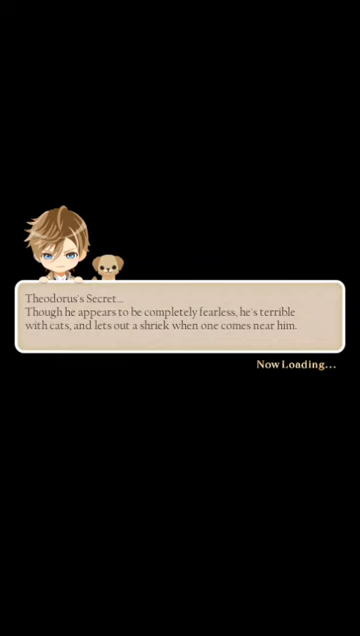 Theodorus's Secret...
Though he appears to be completely fearless, he's terrible
with cats, and lets out a shriek when one comes near him.
Now Loading...